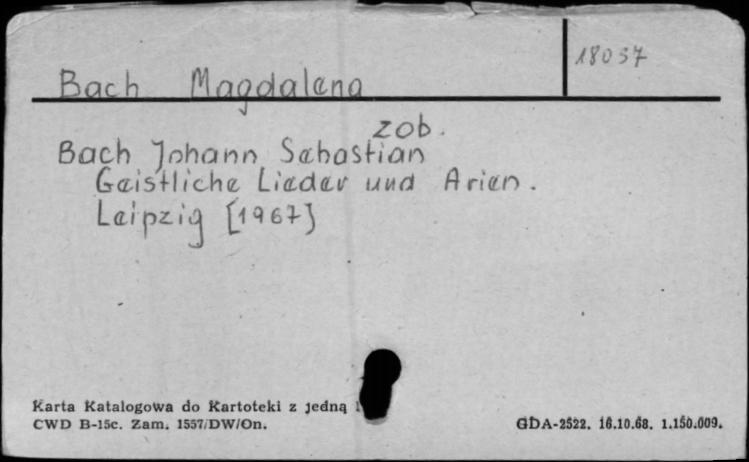 Bach Magdalena
18037
zob.
Bach Johann Sebastian
Geistliche Lieder und Arien.
Leipzig [1967]
Karta Katalogowa do Kartoteki z jedną
CWD B-15c. Zam. 1557/DW/On.
GDA-2522. 16.10.68. 1.150.009.